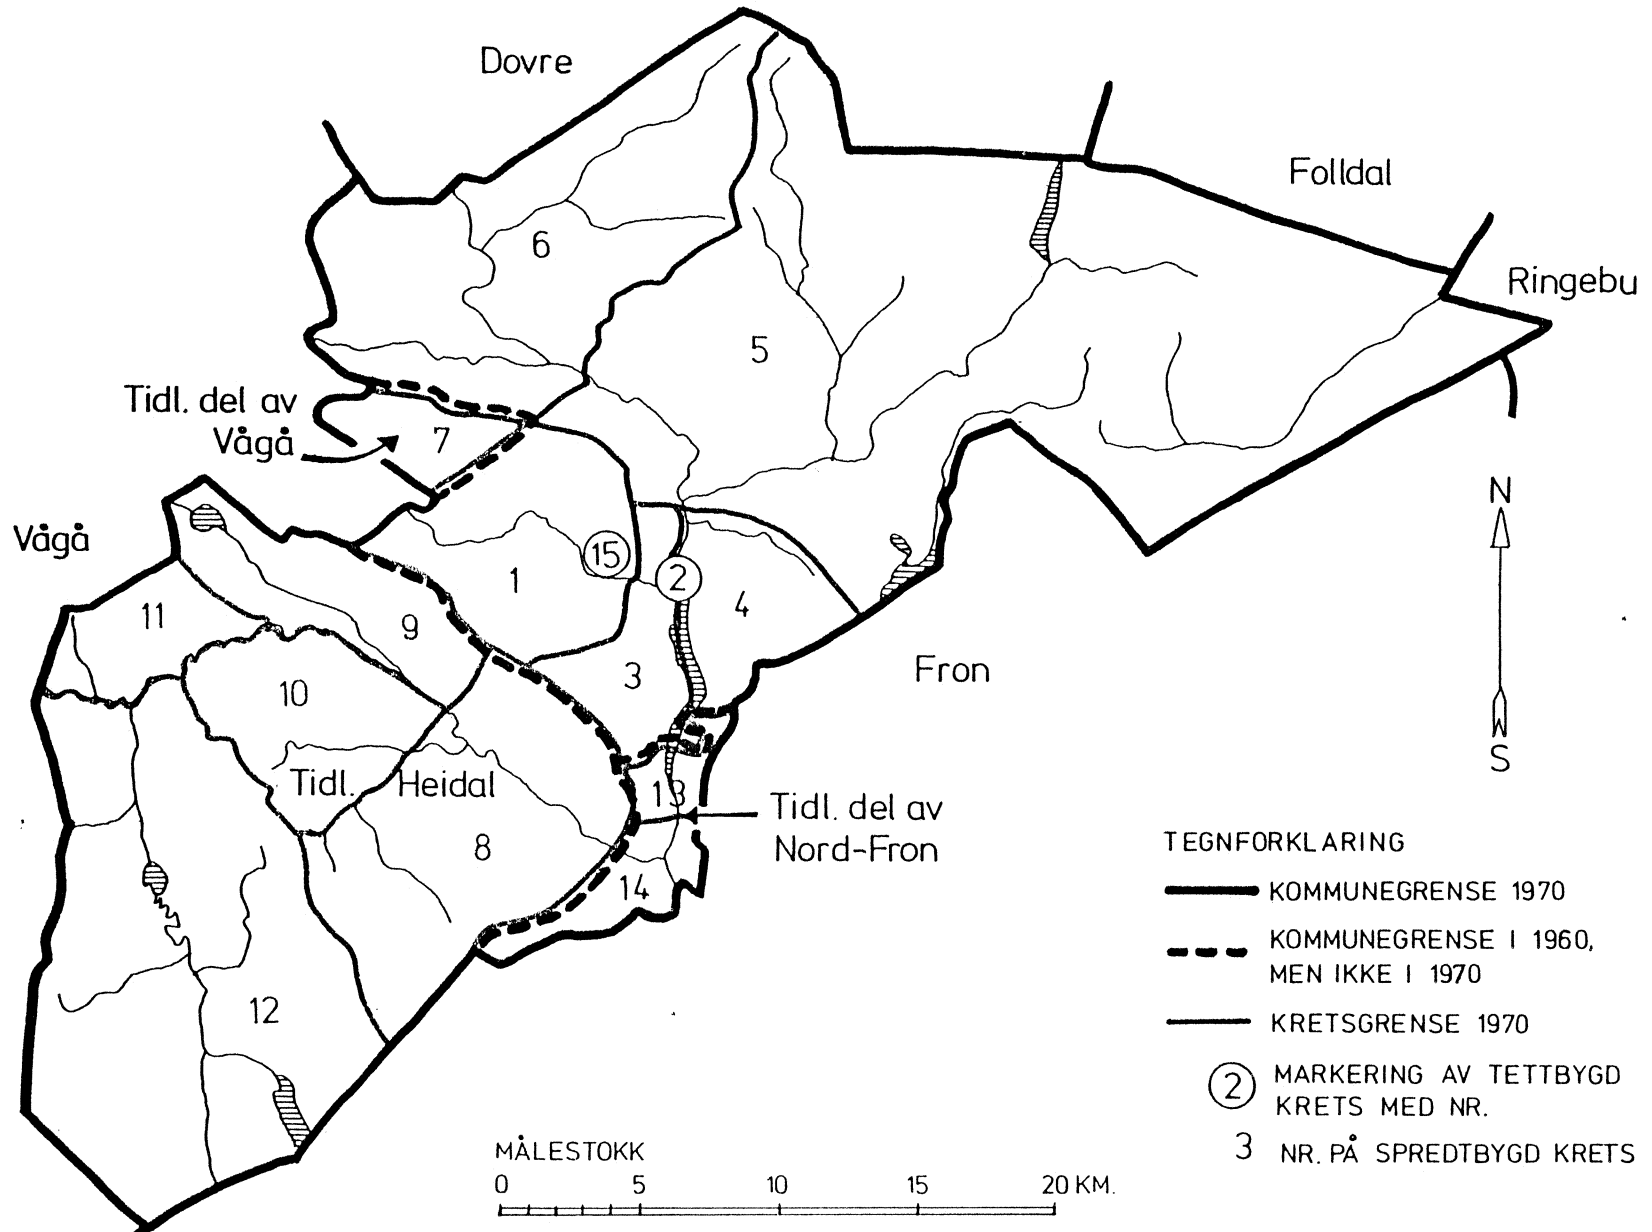 Dovre
Folldal
Ringebu
6
5
Tidl. del av
Vågå
7
N
Vågå
15
1
2
4
11
9
3
Fron
10
S
Tidl. Heidal
13
Tidl. del av
Nord-Fron
8
14
12
TEGNFORKLARING
KOMMUNEGRENSE 1970
KOMMUNEGRENSE I 1960,
MEN IKKE I 1970
KRETSGRENSE 1970
2 MARKERING AV TETTBYGD
KRETS MED NR.
3 NR. PÅ SPREDTBYGD KRETS
MÅLESTOKK
0 5 10 15 20 KM.